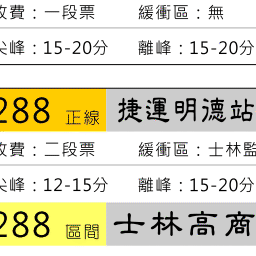 收費：一段票 緩衝區：無
尖峰：15-20分 離峰：15-20分
288 正線 捷運明德站
收費：二段票 緩衝區：士林監
尖峰：12-15分 離峰：15-20分
288 區間 士林高商